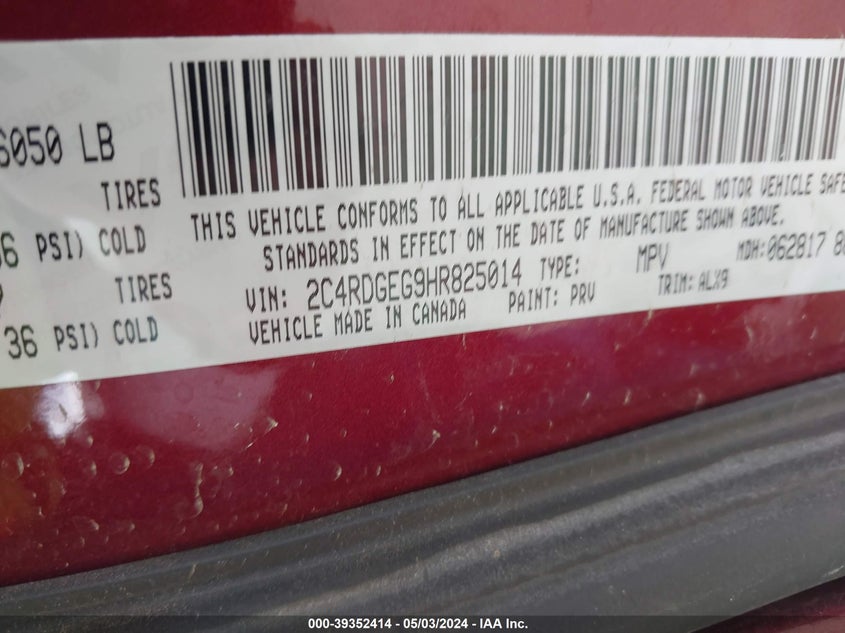 6050 LB
TIRES
36 PSI) COLD
TIRES
36 PSI) COLD
THIS VEHICLE CONFORMS TO ALL APPLICABLE U.S.A. FEDERAL MOTOR VEHICLE SAFE
STANDARDS IN EFFECT ON THE DATE OF MANUFACTURE SHOWN ABOVE.
VIN: 2C4RDGEG9HR825014 TYPE: MPV MDH: 062817
VEHICLE MADE IN CANADA PAINT: PRV TRIM: ALX9
000-39352414 - 05/03/2024 - IAA Inc.